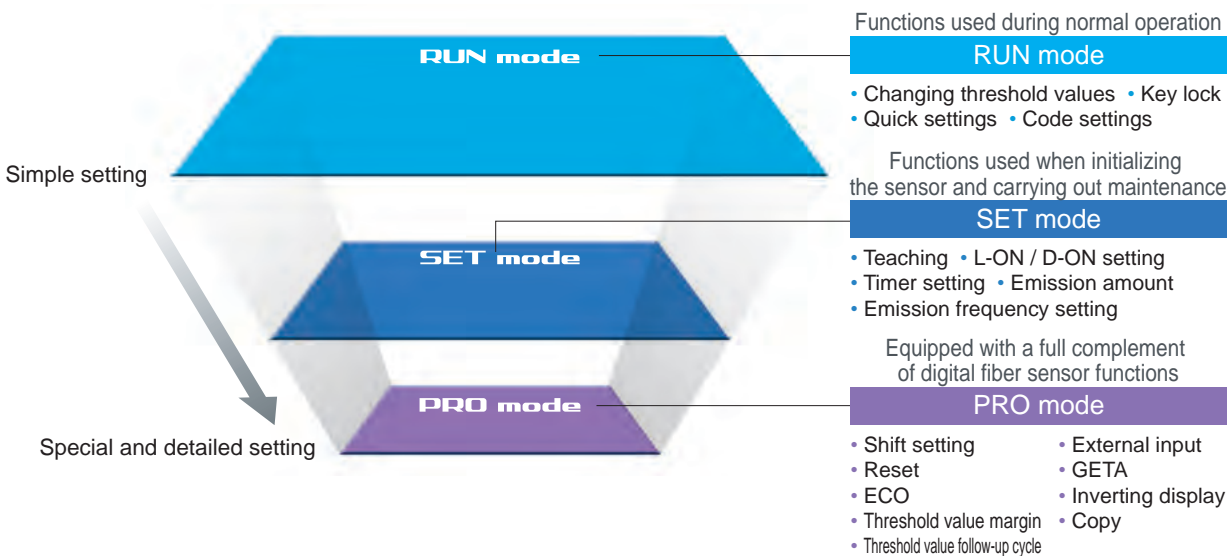 Functions used during normal operation
RUN mode
RUN mode
• Changing threshold values • Key lock
• Quick settings • Code settings
Simple setting
Functions used when initializing
the sensor and carrying out maintenance
SET mode
SET mode
• Teaching • L-ON / D-ON setting
• Timer setting • Emission amount
• Emission frequency setting
Equipped with a full complement
of digital fiber sensor functions
PRO mode
PRO mode
Special and detailed setting
• Shift setting
• Reset
• ECO
• Threshold value margin
• Threshold value follow-up cycle
• External input
• GETA
• Inverting display
• Copy